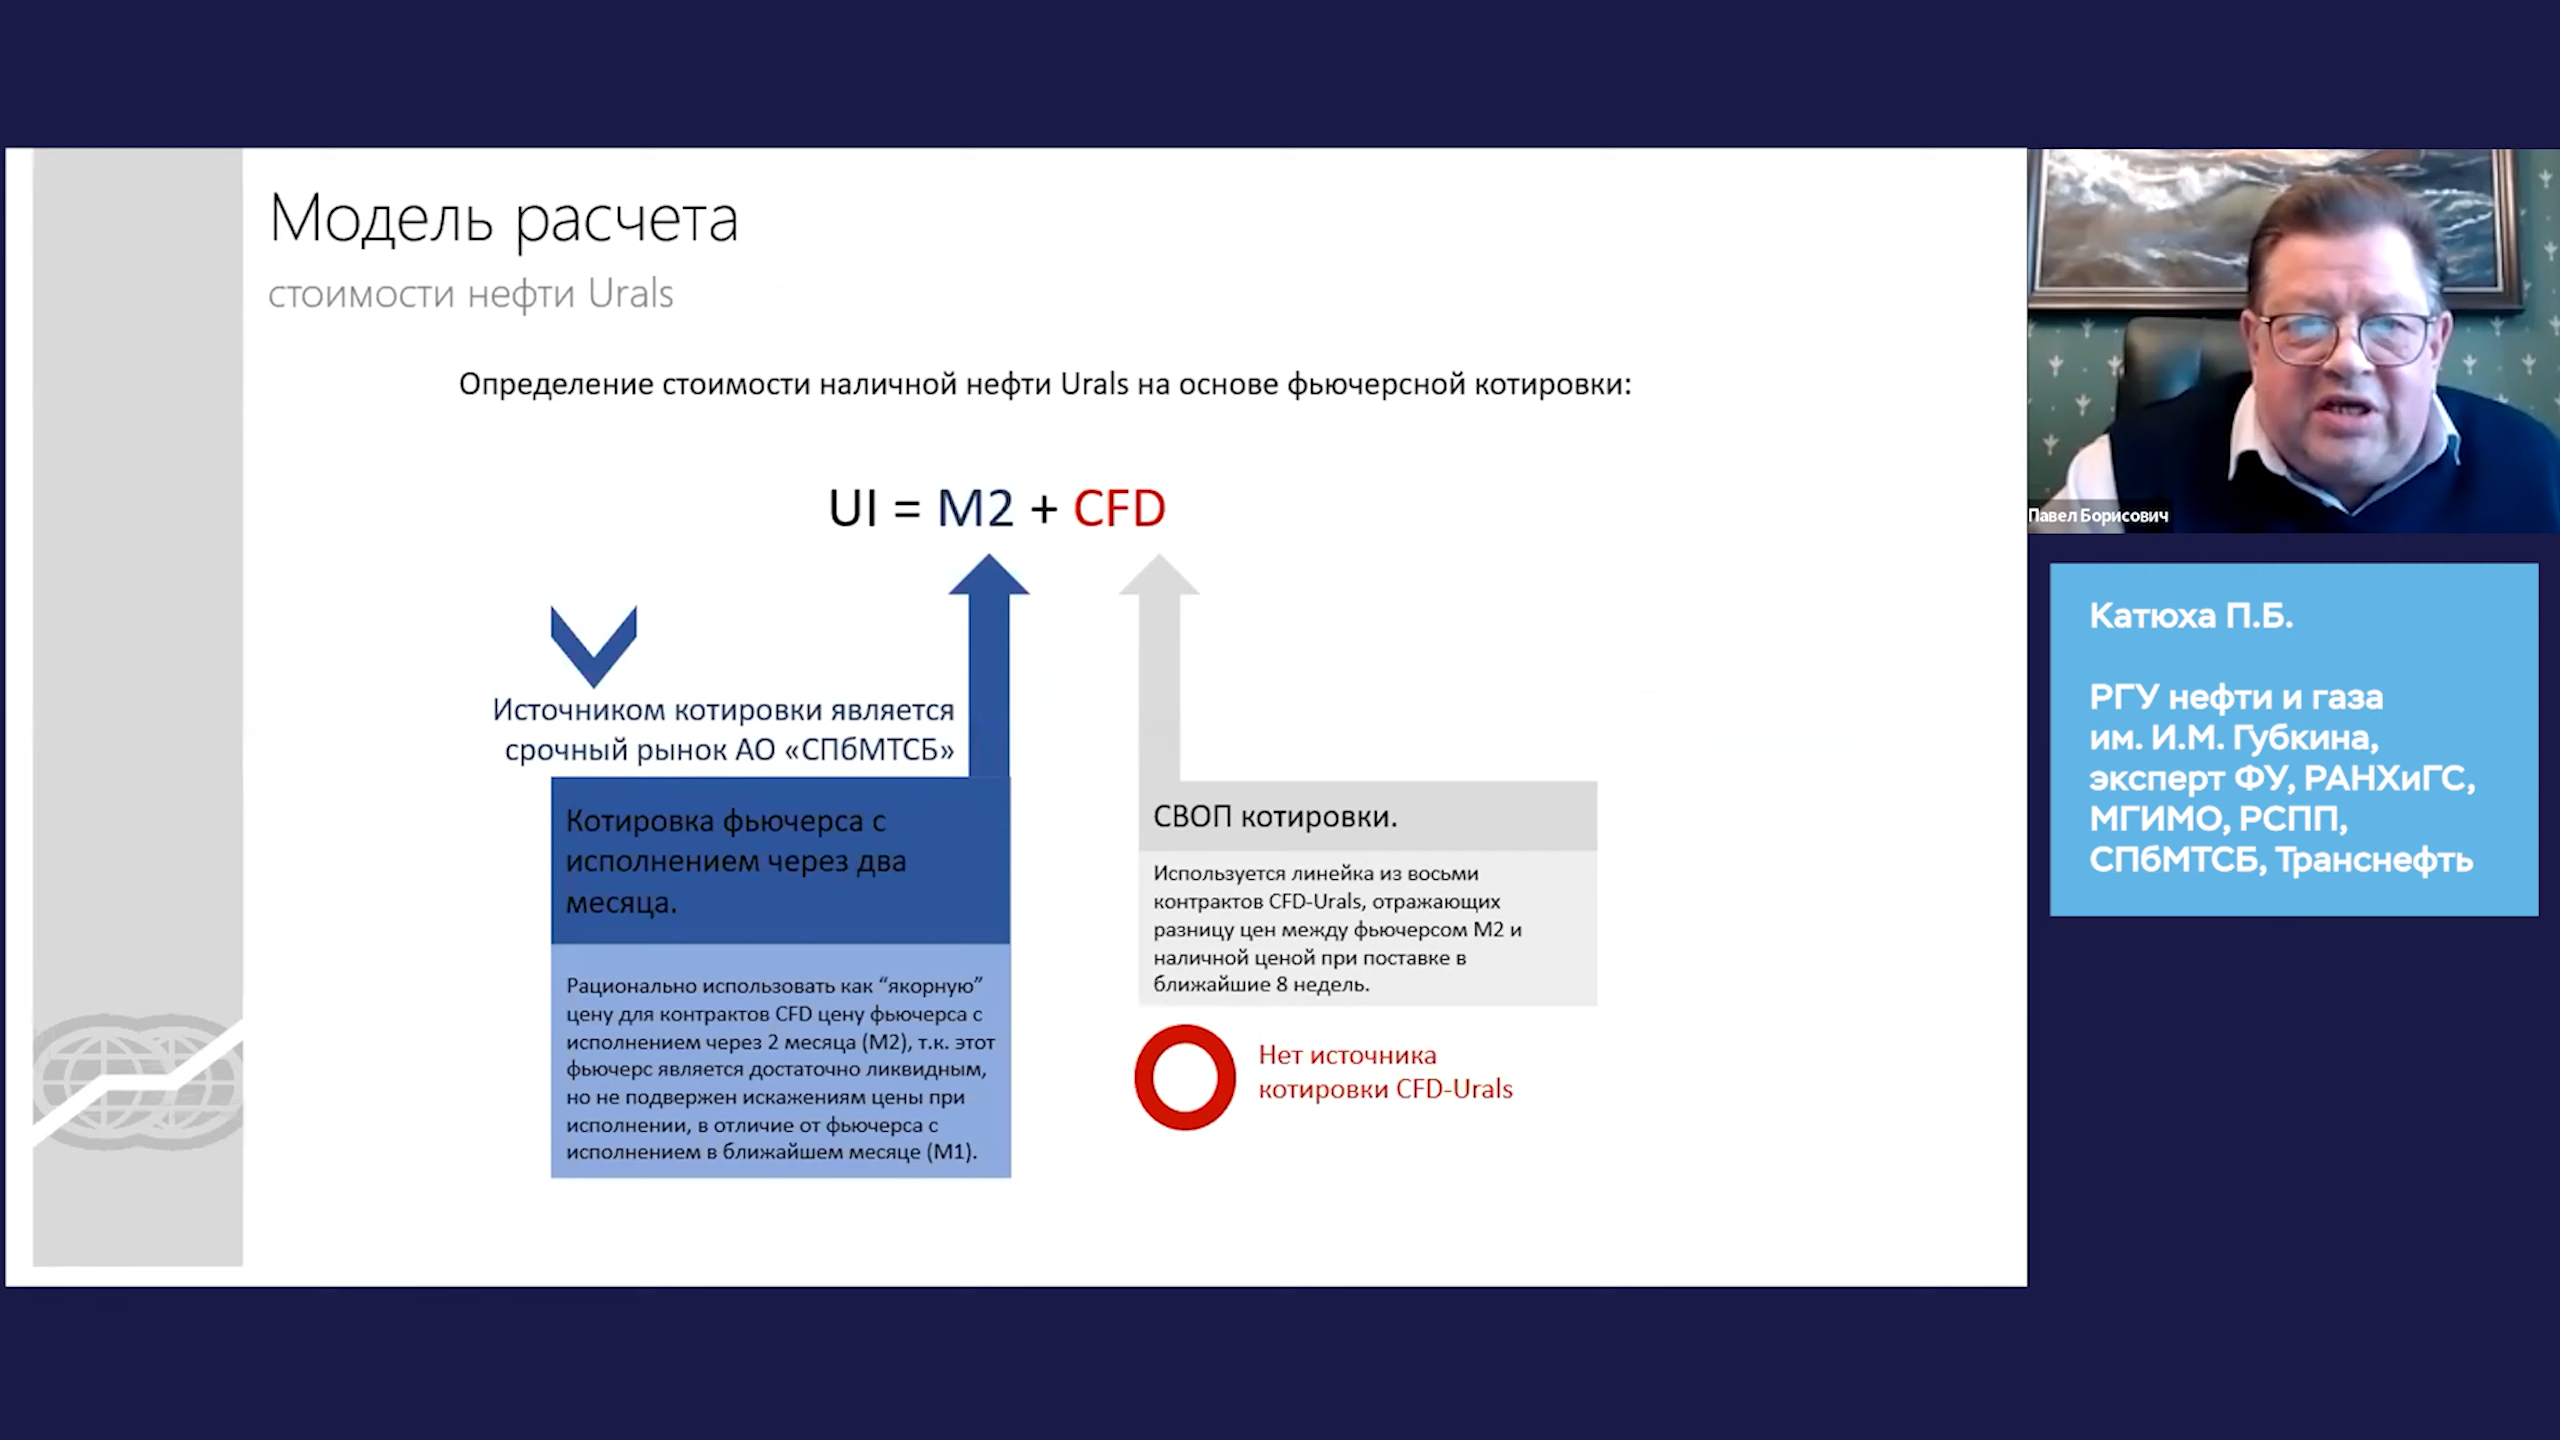 Модель расчета
стоимости нефти Urals
Определение стоимости наличной нефти Urals на основе фьючерсной котировки:
UI = M2 + CFD
Источником котировки является
срочный рынок АО «СПбМТСБ»
Котировка фьючерса с
исполнением через два
месяца.
Рационально использовать как “якорную”
цену для контрактов CFD цену фьючерса с
исполнением через 2 месяца (М2), т.к. этот
фьючерс является достаточно ликвидным,
но не подвержен искажениям цены при
исполнении, в отличие от фьючерса с
исполнением в ближайшем месяце (М1).
СВОП котировки.
Используется линейка из восьми
контрактов CFD-Urals, отражающих
разницу цен между фьючерсом М2 и
наличной ценой при поставке в
ближайшие 8 недель.
Нет источника
котировки CFD-Urals
Павел Борисович
Катюха П.Б.
РГУ нефти и газа
им. И.М. Губкина,
эксперт ФУ, РАНХиГС,
МГИМО, РСПП,
СПбМТСБ, Транснефть